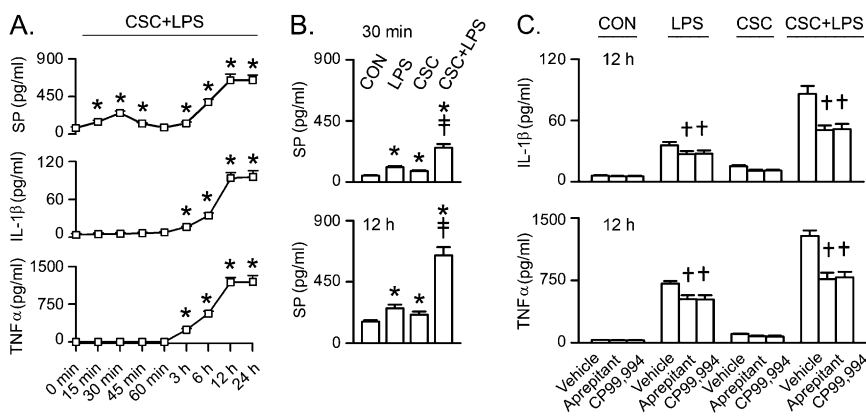 A.
CSC+LPS
SP (pg/ml)
900
450
0
* * * * * * *
IL-1β (pg/ml)
120
60
0
* * * *
TNFα (pg/ml)
1500
750
0
* * * *
0 min
15 min
30 min
45 min
60 min
3 h
6 h
12 h
24 h
B.
30 min
SP (pg/ml)
900
450
0
CON
LPS
CSC
CSC+LPS
* * * ‡
12 h
SP (pg/ml)
900
450
0
* * * ‡
C.
CON LPS CSC CSC+LPS
12 h
IL-1β (pg/ml)
120
60
0
†† ††
12 h
TNFα (pg/ml)
1500
750
0
†† ††
Vehicle
Aprepitant
CP99,994
Vehicle
Aprepitant
CP99,994
Vehicle
Aprepitant
CP99,994
Vehicle
Aprepitant
CP99,994